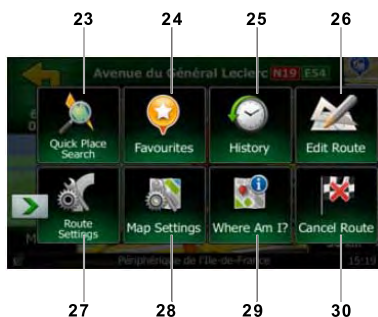 23 24 25 26
Avenue du Général Leclerc N19 E54
Quick Place
Search
Favourites
History
Edit Route
Route
Settings
Map Settings
Where Am I?
Cancel Route
Périphérique de l'Ile-de-France
15:19
27 28 29 30